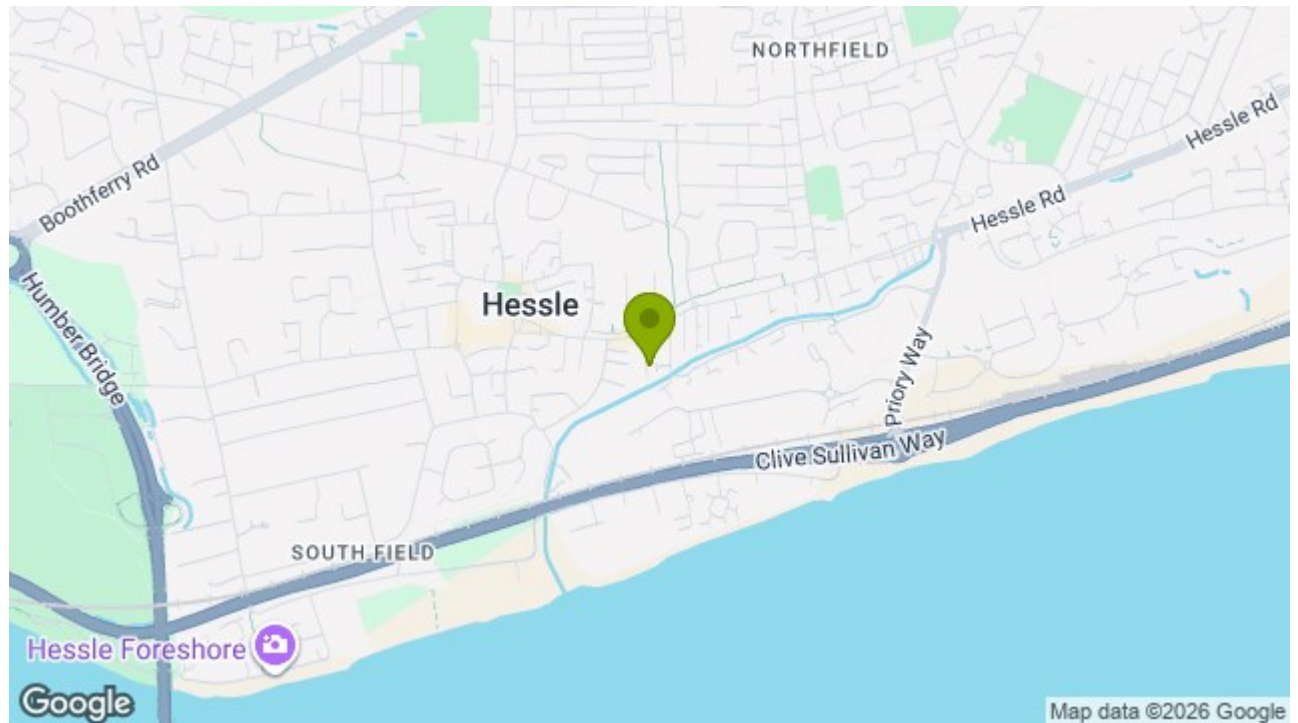 NORTHFIELD
Hessle Rd
Boothferry Rd
Hessle Rd
Humber Bridge
Hessle
Priory Way
Clive Sullivan Way
SOUTH FIELD
Hessle Foreshore
Google
Map data ©2026 Google